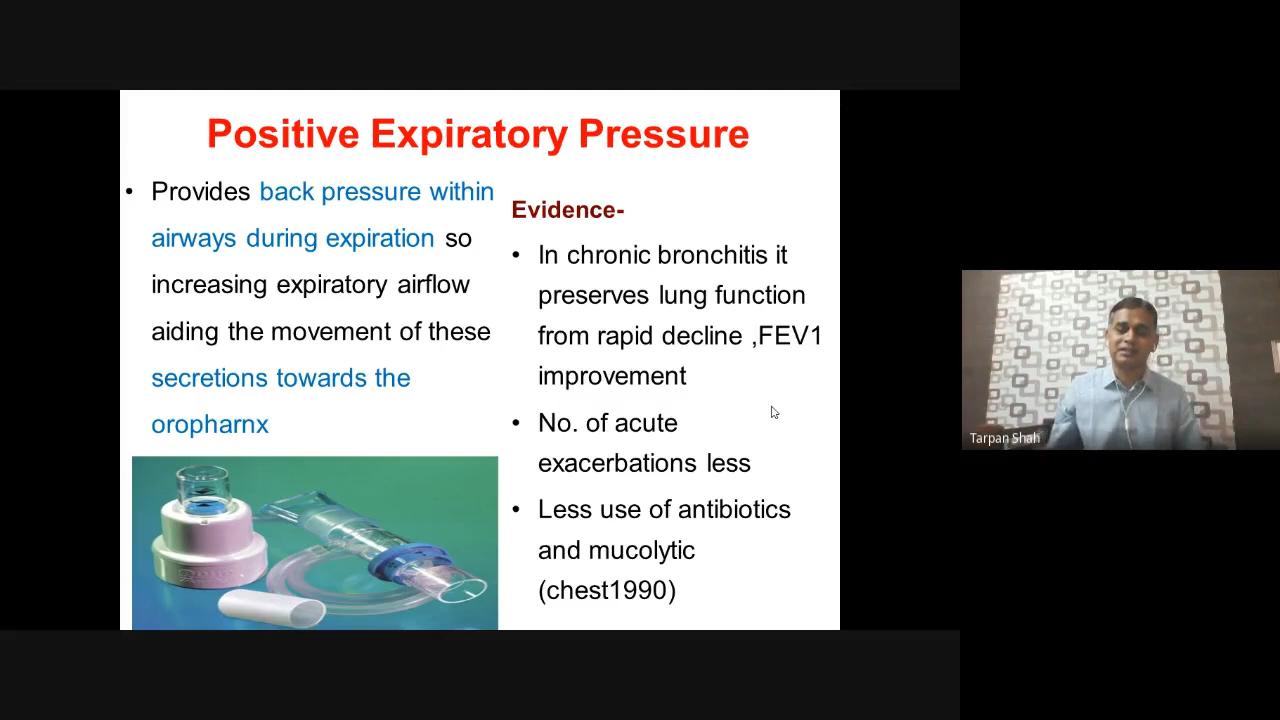 Positive Expiratory Pressure
• Provides back pressure within
airways during expiration so
increasing expiratory airflow
aiding the movement of these
secretions towards the
oropharnx
Evidence-
• In chronic bronchitis it
preserves lung function
from rapid decline ,FEV1
improvement
• No. of acute
exacerbations less
• Less use of antibiotics
and mucolytic
(chest1990)
Tarpan Shah